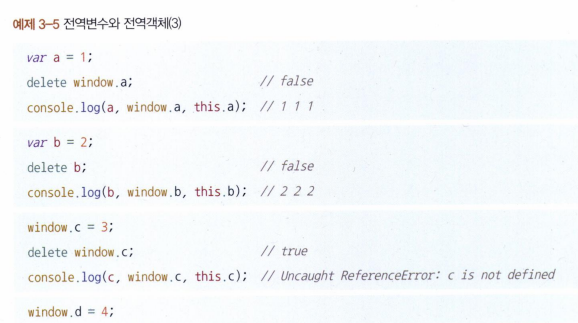 예제 3-5 전역변수와 전역객체(3)
var a = 1;
delete window.a; // false
console.log(a, window.a, this.a); // 1 1 1
var b = 2;
delete b; // false
console.log(b, window.b, this.b); // 2 2 2
window.c = 3;
delete window.c; // true
console.log(c, window.c, this.c); // Uncaught ReferenceError: c is not defined
window.d = 4;